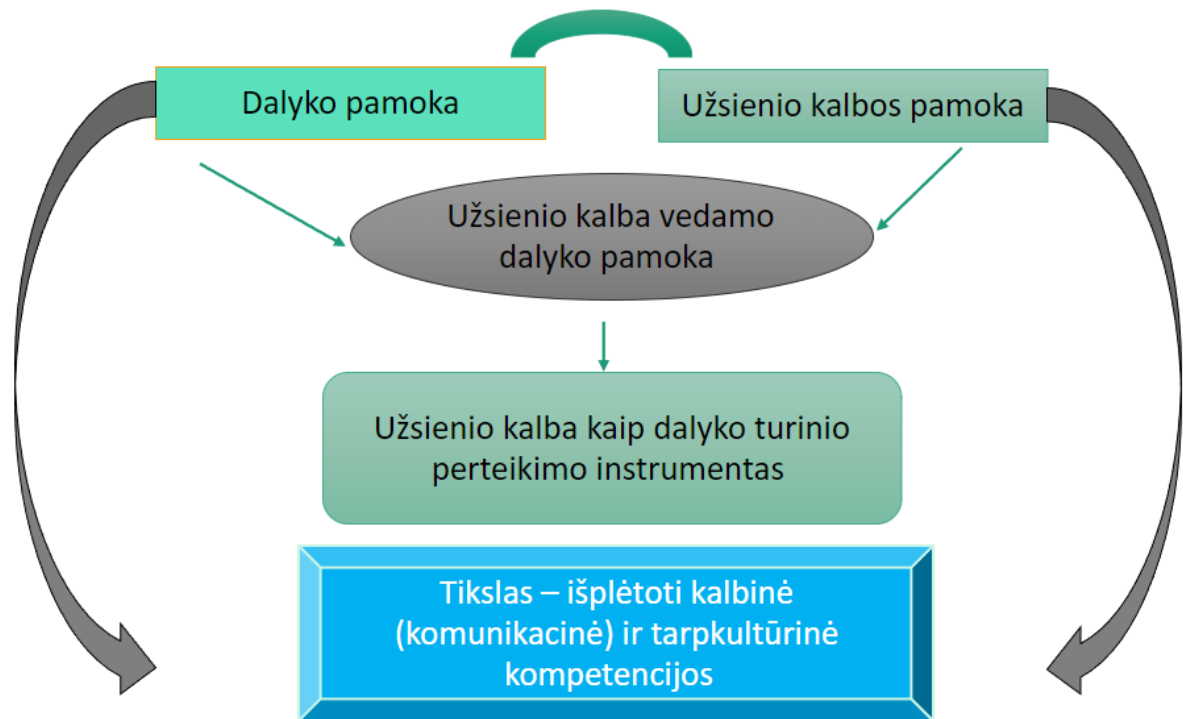 Dalyko pamoka
Užsienio kalbos pamoka
Užsienio kalba vedamo
dalyko pamoka
Užsienio kalba kaip dalyko turinio
perteikimo instrumentas
Tikslas – išplėtoti kalbinė
(komunikacinė) ir tarpkultūrinė
kompetencijos